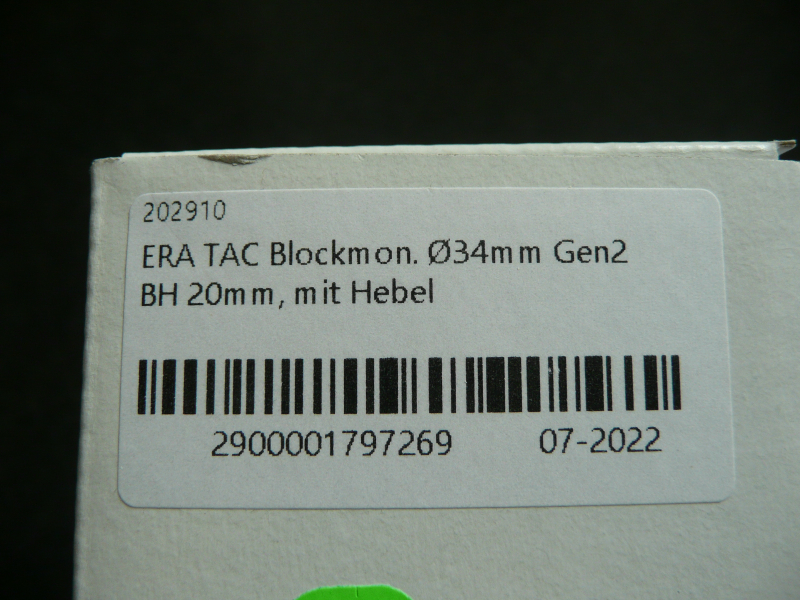 202910
ERA TAC Blockmon. Ø34mm Gen2
BH 20mm, mit Hebel
2900001797269 07-2022